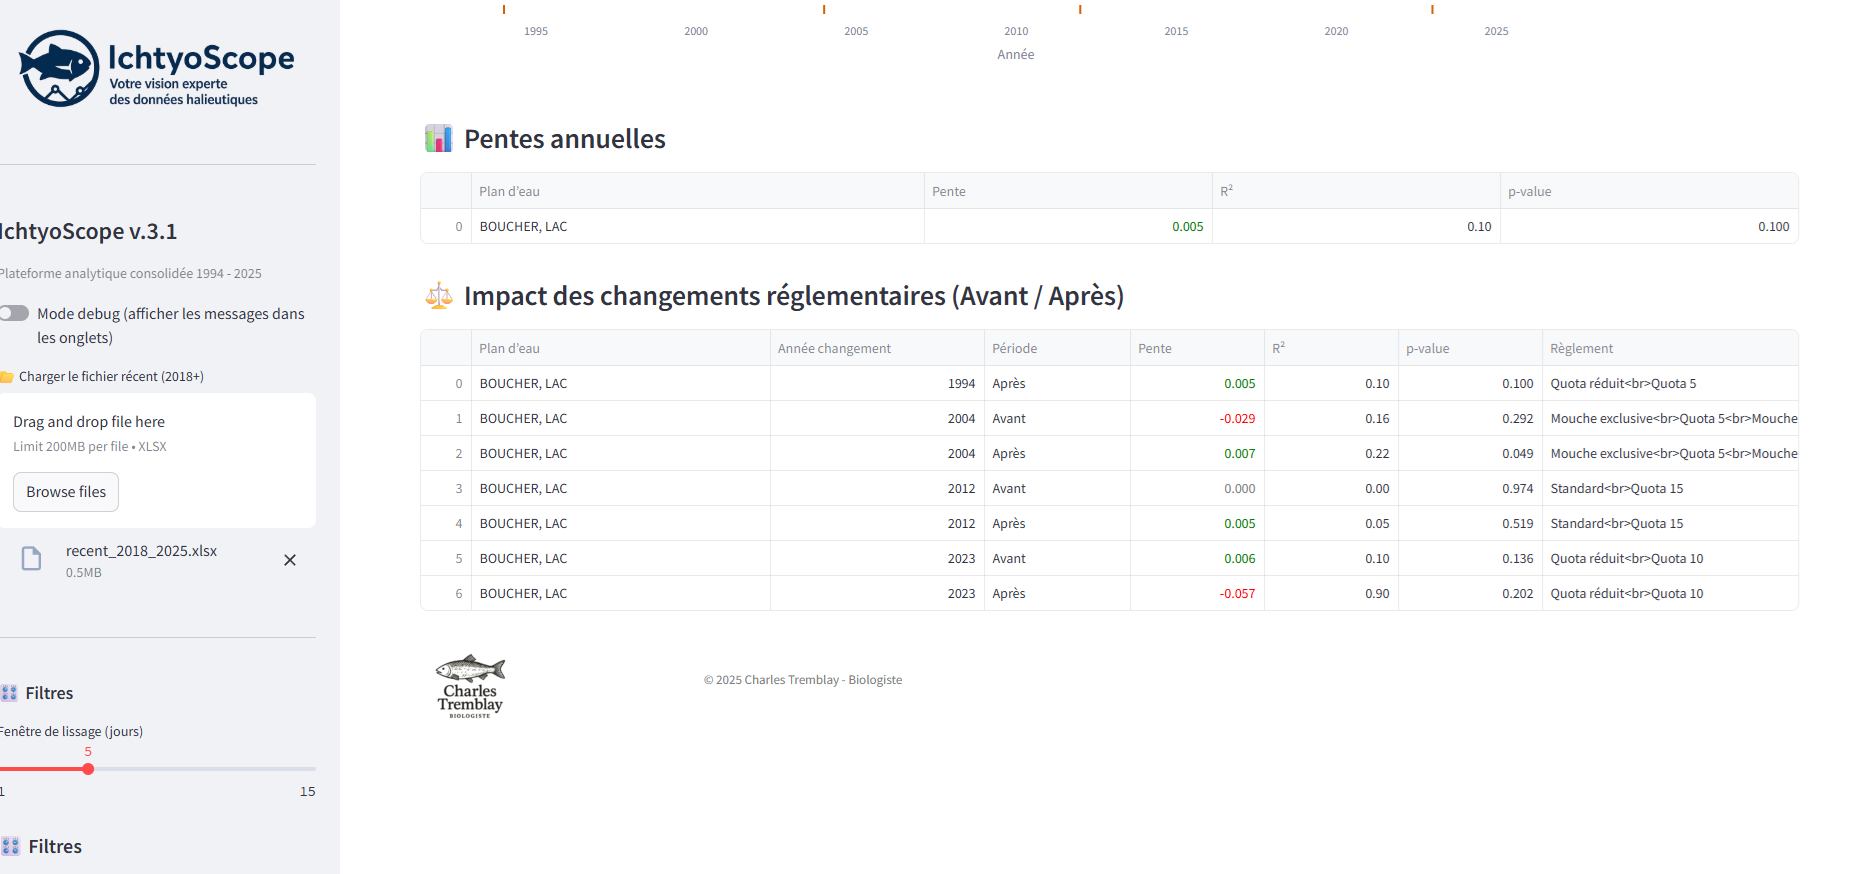 IchtyoScope
Votre vision experte
des données halieutiques
IchtyoScope v.3.1
Plateforme analytique consolidée 1994 - 2025
Mode debug (afficher les messages dans
les onglets)
Charger le fichier récent (2018+)
Drag and drop file here
Limit 200MB per file • XLSX
Browse files
recent_2018_2025.xlsx
0.5MB
Filtres
Fenêtre de lissage (jours)
5
1 15
Filtres
1995 2000 2005 2010 2015 2020 2025
Année
Pentes annuelles
Plan d’eau Pente R² p-value
0 BOUCHER, LAC 0.005 0.10 0.100
Impact des changements réglementaires (Avant / Après)
Plan d’eau Année changement Période Pente R² p-value Règlement
0 BOUCHER, LAC 1994 Après 0.005 0.10 0.100 Quota réduit<br>Quota 5
1 BOUCHER, LAC 2004 Avant -0.029 0.16 0.292 Mouche exclusive<br>Quota 5<br>Mouche
2 BOUCHER, LAC 2004 Après 0.007 0.22 0.049 Mouche exclusive<br>Quota 5<br>Mouche
3 BOUCHER, LAC 2012 Avant 0.000 0.00 0.974 Standard<br>Quota 15
4 BOUCHER, LAC 2012 Après 0.005 0.05 0.519 Standard<br>Quota 15
5 BOUCHER, LAC 2023 Avant 0.006 0.10 0.136 Quota réduit<br>Quota 10
6 BOUCHER, LAC 2023 Après -0.057 0.90 0.202 Quota réduit<br>Quota 10
Charles
Tremblay
BIOLOGISTE
© 2025 Charles Tremblay - Biologiste